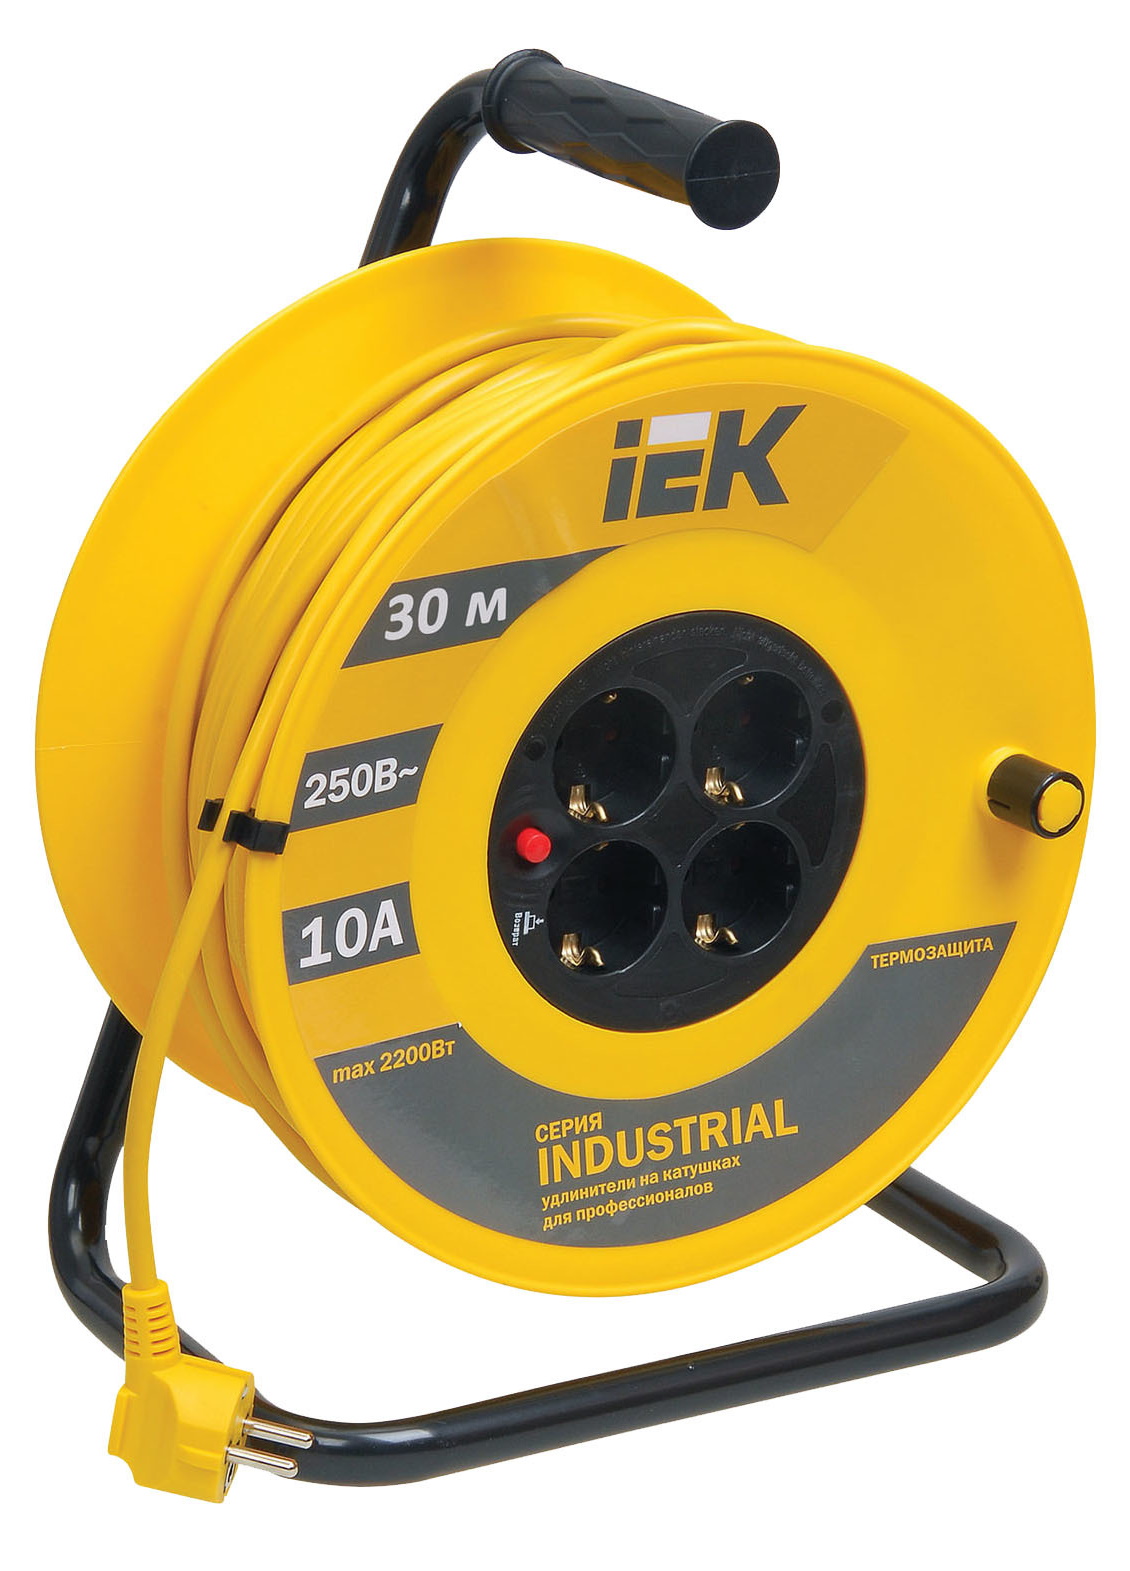 IEK
30 м
250В~
10А
max 2200Вт
ТЕРМОЗАЩИТА
СЕРИЯ
INDUSTRIAL
удлинители на катушках
для профессионалов
Возврат